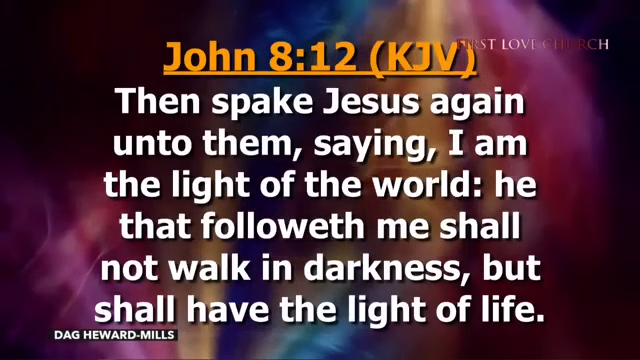 FIRST LOVE CHURCH
John 8:12 (KJV)
Then spake Jesus again
unto them, saying, I am
the light of the world: he
that followeth me shall
not walk in darkness, but
shall have the light of life.
DAG HEWARD-MILLS